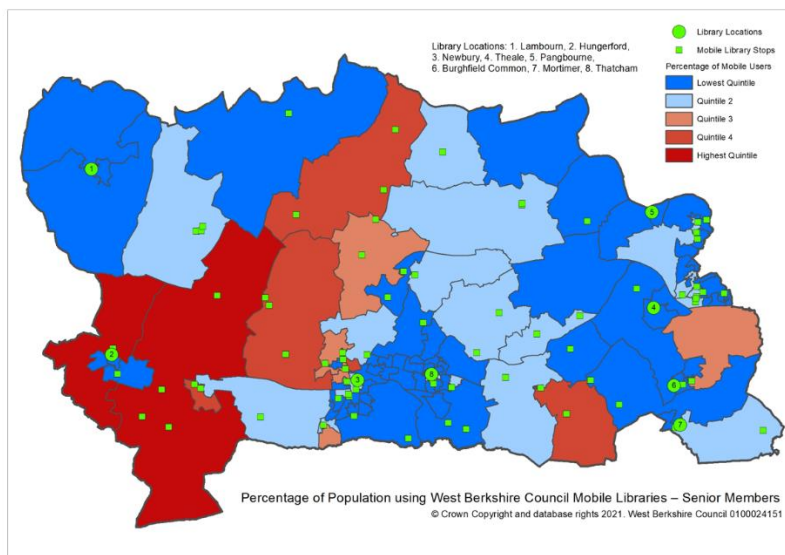 Library Locations: 1. Lambourn, 2. Hungerford,
3. Newbury, 4. Theale, 5. Pangbourne,
6. Burghfield Common, 7. Mortimer, 8. Thatcham
Library Locations
Mobile Library Stops
Percentage of Mobile Users
Lowest Quintile
Quintile 2
Quintile 3
Quintile 4
Highest Quintile
1
5
4
2
3
8
6
7
Percentage of Population using West Berkshire Council Mobile Libraries – Senior Members
© Crown Copyright and database rights 2021. West Berkshire Council 0100024151